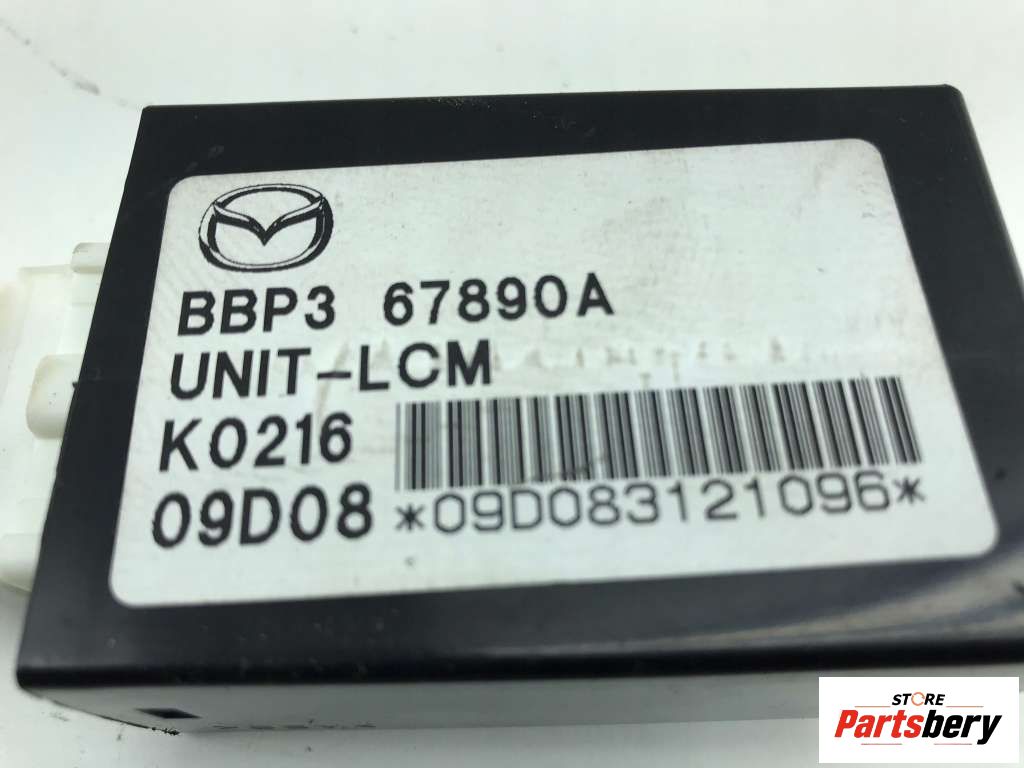 BBP3 67890A
UNIT-LCM
K0216
09D08 *09D083121096*
STORE
Partsbery